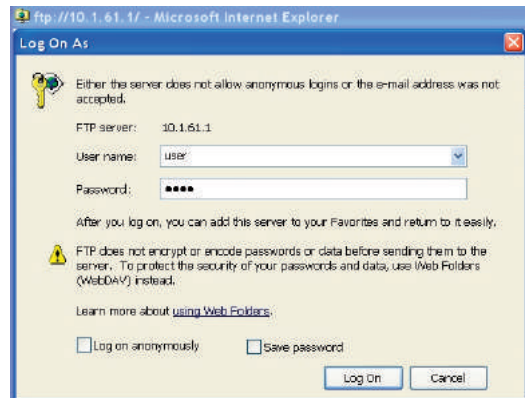 ftp://10.1.61.1/ - Microsoft Internet Explorer
Log On As
Either the server does not allow anonymous logins or the e-mail address was not
accepted.
FTP server: 10.1.61.1
User name: user
Password: ••••
After you log on, you can add this server to your Favorites and return to it easily.
FTP does not encrypt or encode passwords or data before sending them to the
server. To protect the security of your passwords and data, use Web Folders
(WebDAV) instead.
Learn more about using Web Folders.
Log on anonymously Save password
Log On Cancel